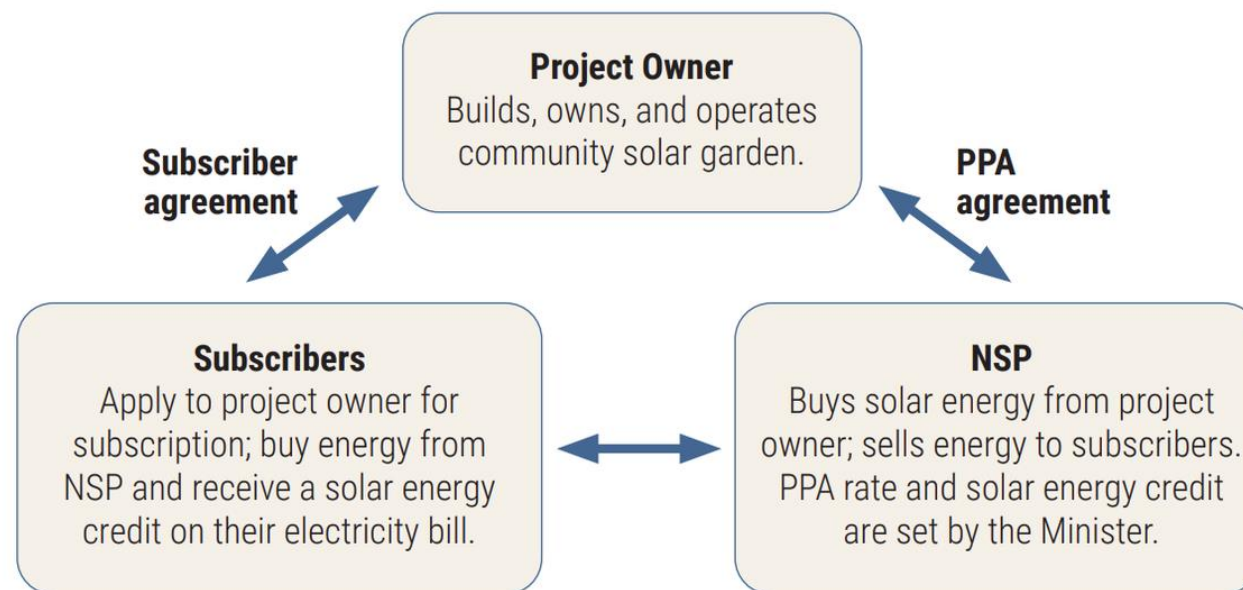 Project Owner
Builds, owns, and operates
community solar garden.
Subscriber
agreement
PPA
agreement
Subscribers
Apply to project owner for
subscription; buy energy from
NSP and receive a solar energy
credit on their electricity bill.
NSP
Buys solar energy from project
owner; sells energy to subscribers.
PPA rate and solar energy credit
are set by the Minister.